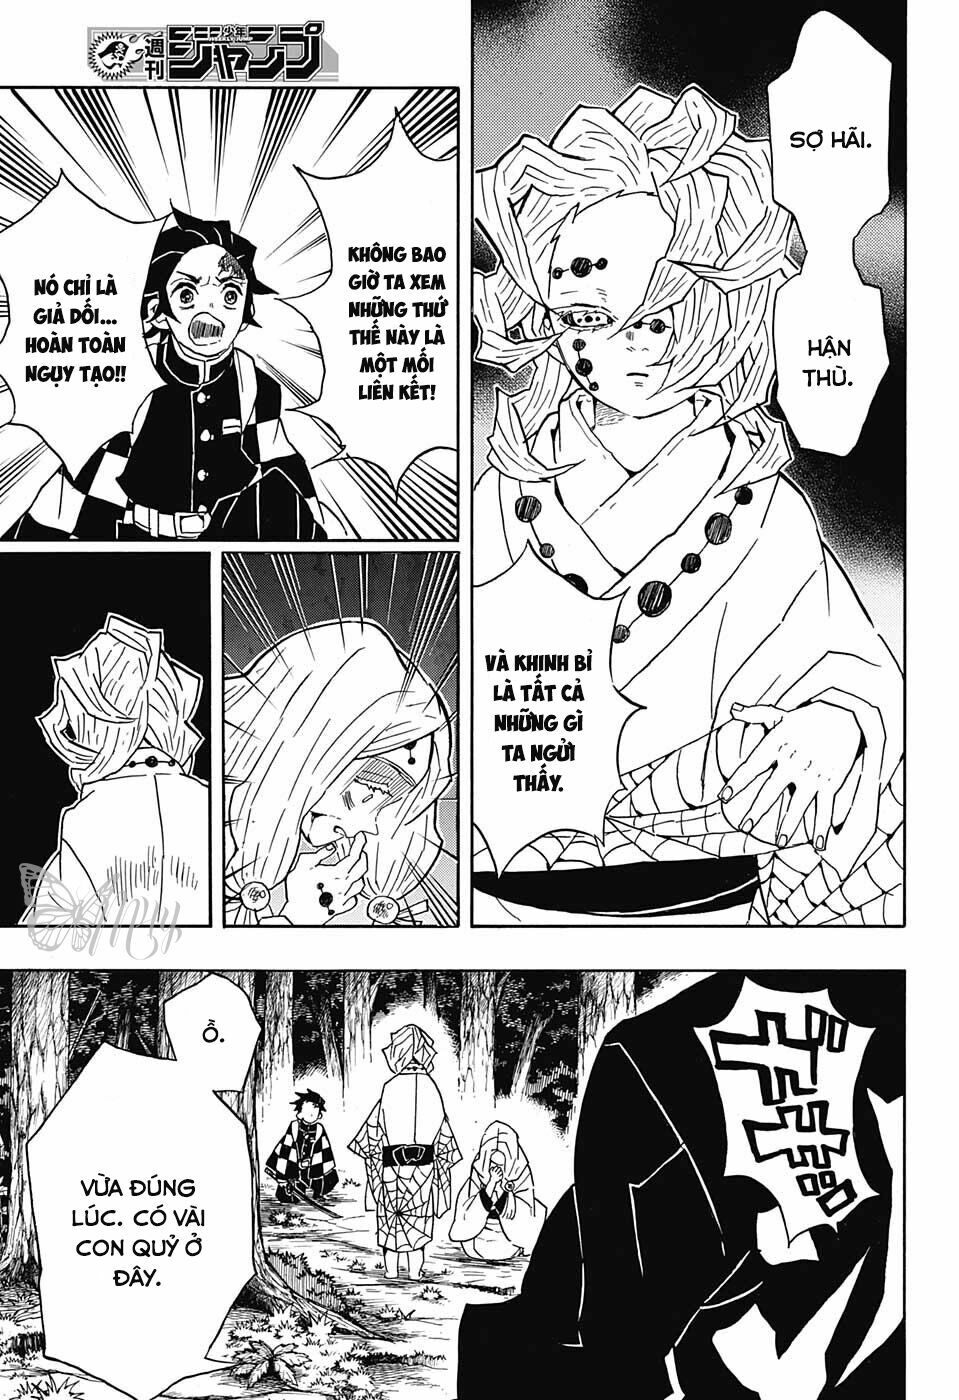 週刊
少年
WEEKLY JUMP
ジャンプ
SỢ HÃI.
HẬN
THÙ.
VÀ KHINH BỈ
LÀ TẤT CẢ
NHỮNG GÌ
TA NGỬI
THẤY.
KHÔNG BAO
GIỜ TA XEM
NHỮNG THỨ
THẾ NÀY LÀ
MỘT MỐI
LIÊN KẾT!
NÓ CHỈ LÀ
GIẢ DỐI...
HOÀN TOÀN
NGỤY TẠO!!
Ồ.
VỪA ĐÚNG
LÚC. CÓ VÀI
CON QUỶ Ở
ĐÂY.